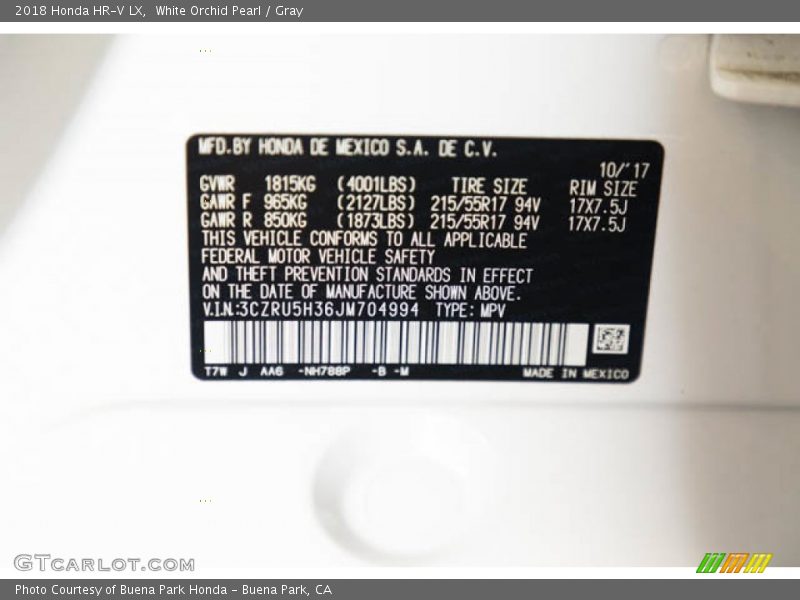 2018 Honda HR-V LX,  White Orchid Pearl / Gray
MFD.BY HONDA DE MEXICO S.A. DE C.V.
10/'17
GVWR 1815KG (4001LBS) TIRE SIZE RIM SIZE
GAWR F 965KG (2127LBS) 215/55R17 94V 17X7.5J
GAWR R 850KG (1873LBS) 215/55R17 94V 17X7.5J
THIS VEHICLE CONFORMS TO ALL APPLICABLE
FEDERAL MOTOR VEHICLE SAFETY
AND THEFT PREVENTION STANDARDS IN EFFECT
ON THE DATE OF MANUFACTURE SHOWN ABOVE.
V.I.N.:3CZRU5H36JM704994 TYPE: MPV
T7W J AA6 -NH788P -B -M MADE IN MEXICO
GTCARLOT.COM
Photo Courtesy of Buena Park Honda - Buena Park, CA